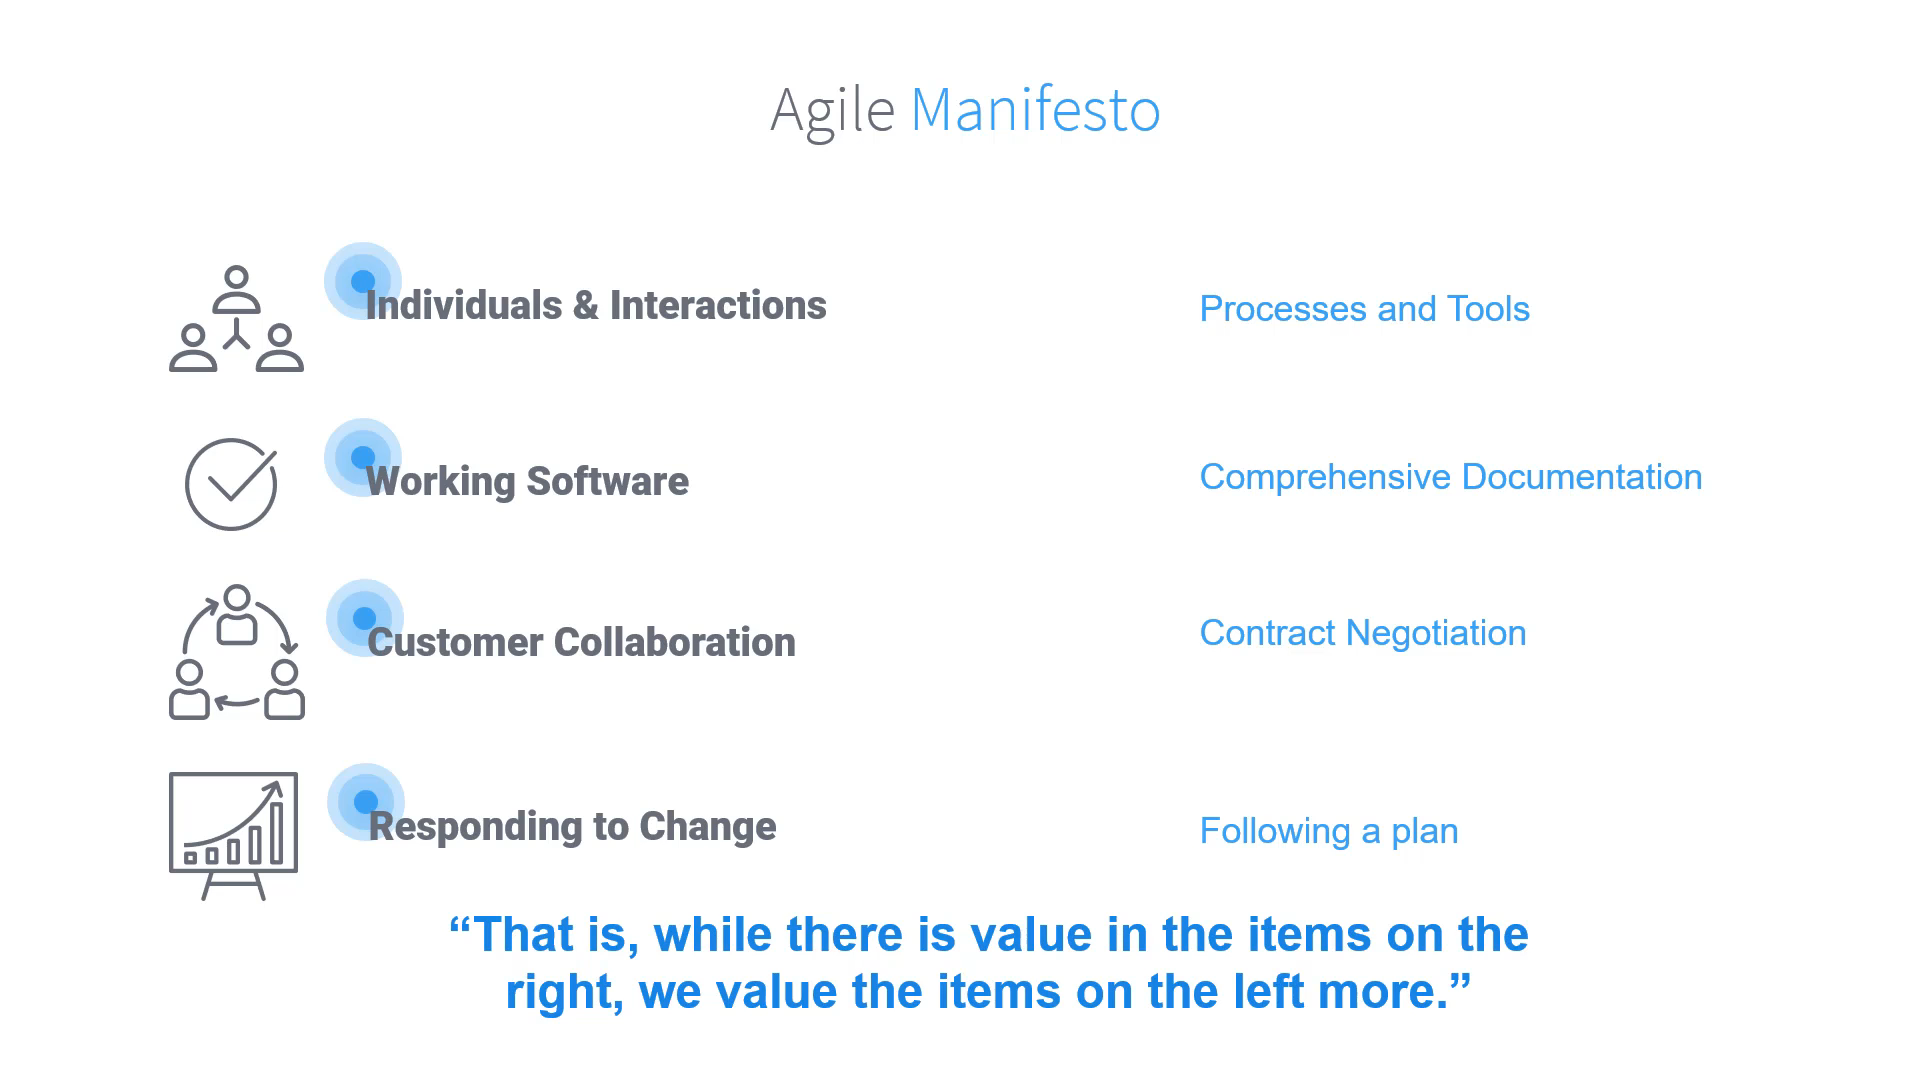 Agile Manifesto
Individuals & Interactions
Processes and Tools
Working Software
Comprehensive Documentation
Customer Collaboration
Contract Negotiation
Responding to Change
Following a plan
“That is, while there is value in the items on the
right, we value the items on the left more.”